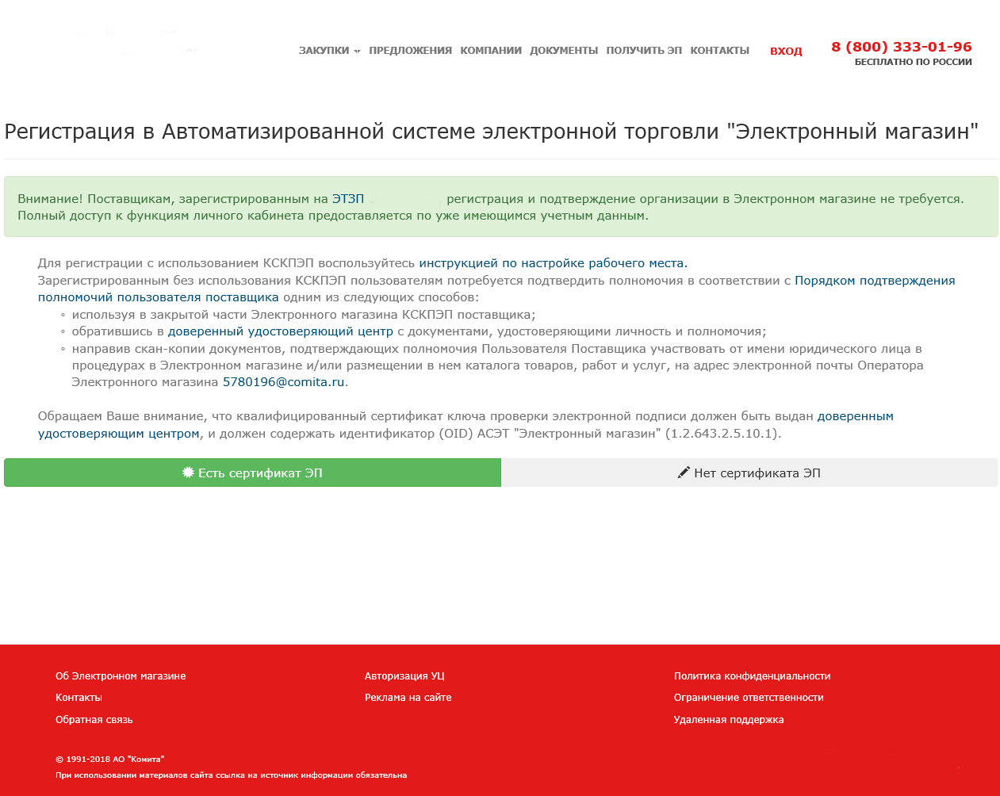 ЗАКУПКИ ПРЕДЛОЖЕНИЯ КОМПАНИИ ДОКУМЕНТЫ ПОЛУЧИТЬ ЭП КОНТАКТЫ ВХОД 8 (800) 333-01-96
БЕСПЛАТНО ПО РОССИИ
Регистрация в Автоматизированной системе электронной торговли "Электронный магазин"
Внимание! Поставщикам, зарегистрированным на ЭТЗП регистрация и подтверждение организации в Электронном магазине не требуется.
Полный доступ к функциям личного кабинета предоставляется по уже имеющимся учетным данным.
Для регистрации с использованием КСКПЭП воспользуйтесь инструкцией по настройке рабочего места.
Зарегистрированным без использования КСКПЭП пользователям потребуется подтвердить полномочия в соответствии с Порядком подтверждения
полномочий пользователя поставщика одним из следующих способов:
◦ используя в закрытой части Электронного магазина КСКПЭП поставщика;
◦ обратившись в доверенный удостоверяющий центр с документами, удостоверяющими личность и полномочия;
◦ направив скан-копии документов, подтверждающих полномочия Пользователя Поставщика участвовать от имени юридического лица в
процедурах в Электронном магазине и/или размещении в нем каталога товаров, работ и услуг, на адрес электронной почты Оператора
Электронного магазина 5780196@comita.ru.
Обращаем Ваше внимание, что квалифицированный сертификат ключа проверки электронной подписи должен быть выдан доверенным
удостоверяющим центром, и должен содержать идентификатор (OID) АСЭТ "Электронный магазин" (1.2.643.2.5.10.1).
Есть сертификат ЭП Нет сертификата ЭП
Об Электронном магазине Авторизация УЦ Политика конфиденциальности
Контакты Реклама на сайте Ограничение ответственности
Обратная связь Удаленная поддержка
© 1991-2018 АО "Комита"
При использовании материалов сайта ссылка на источник информации обязательна